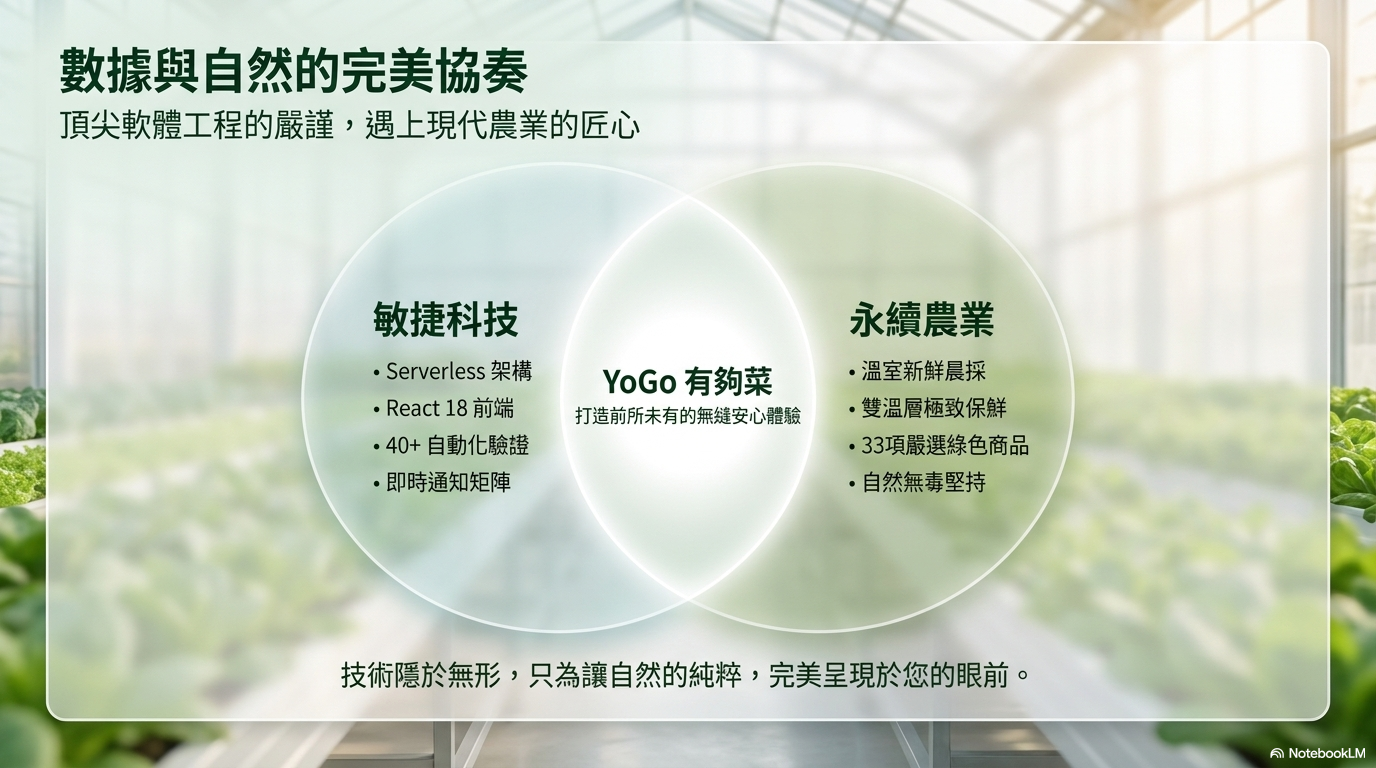 數據與自然的完美協奏
頂尖軟體工程的嚴謹，遇上現代農業的匠心
敏捷科技
• Serverless 架構
• React 18 前端
• 40+ 自動化驗證
• 即時通知矩陣
YoGo 有夠菜
打造前所未有的無縫安心體驗
永續農業
• 溫室新鮮晨採
• 雙溫層極致保鮮
• 33項嚴選綠色商品
• 自然無毒堅持
技術隱於無形，只為讓自然的純粹，完美呈現於您的眼前。
NotebookLM